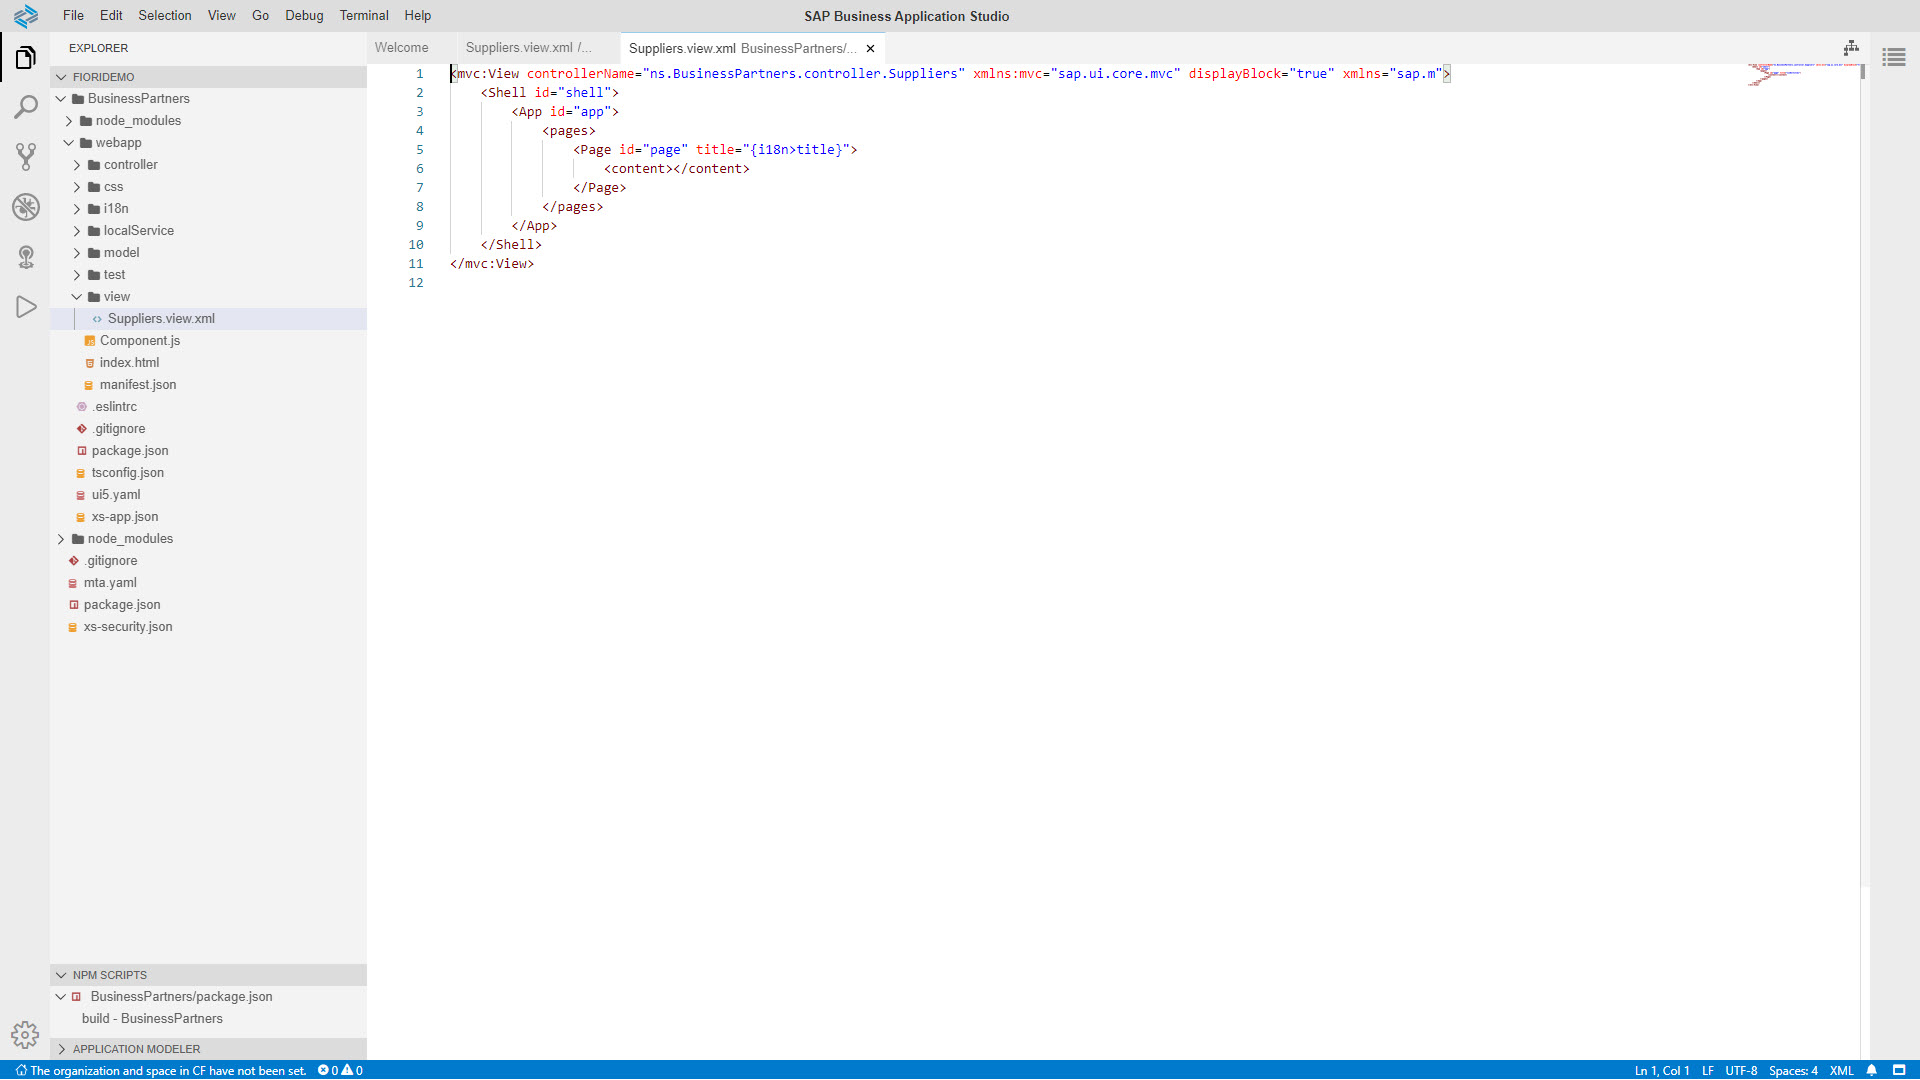 File Edit Selection View Go Debug Terminal Help
SAP Business Application Studio
EXPLORER
FIORIDEMO
BusinessPartners
node_modules
webapp
controller
css
i18n
localService
model
test
view
Suppliers.view.xml
Component.js
index.html
manifest.json
.eslintrc
.gitignore
package.json
tsconfig.json
ui5.yaml
xs-app.json
node_modules
.gitignore
mta.yaml
package.json
xs-security.json
NPM SCRIPTS
BusinessPartners/package.json
build - BusinessPartners
APPLICATION MODELER
Welcome
Suppliers.view.xml /...
Suppliers.view.xml BusinessPartners/...
1 <mvc:View controllerName="ns.BusinessPartners.controller.Suppliers" xmlns:mvc="sap.ui.core.mvc" displayBlock="true" xmlns="sap.m">
2 <Shell id="shell">
3 <App id="app">
4 <pages>
5 <Page id="page" title="{i18n>title}">
6 <content></content>
7 </Page>
8 </pages>
9 </App>
10 </Shell>
11 </mvc:View>
12
The organization and space in CF have not been set. 0 0
Ln 1, Col 1 LF UTF-8 Spaces: 4 XML